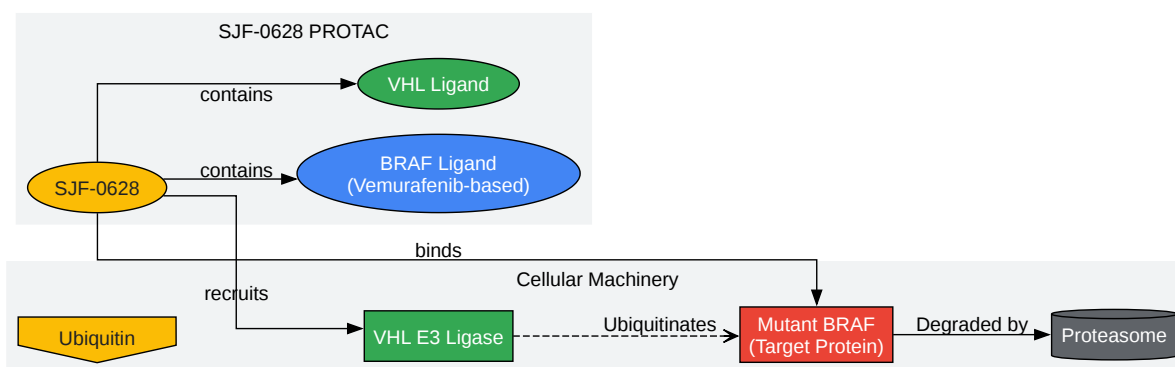 SJF-0628 PROTAC
VHL Ligand
contains
BRAF Ligand
(Vemurafenib-based)
contains
SJF-0628
binds
Cellular Machinery
recruits
Ubiquitin
VHL E3 Ligase
Ubiquitinates
Mutant BRAF
(Target Protein)
Degraded by
Proteasome